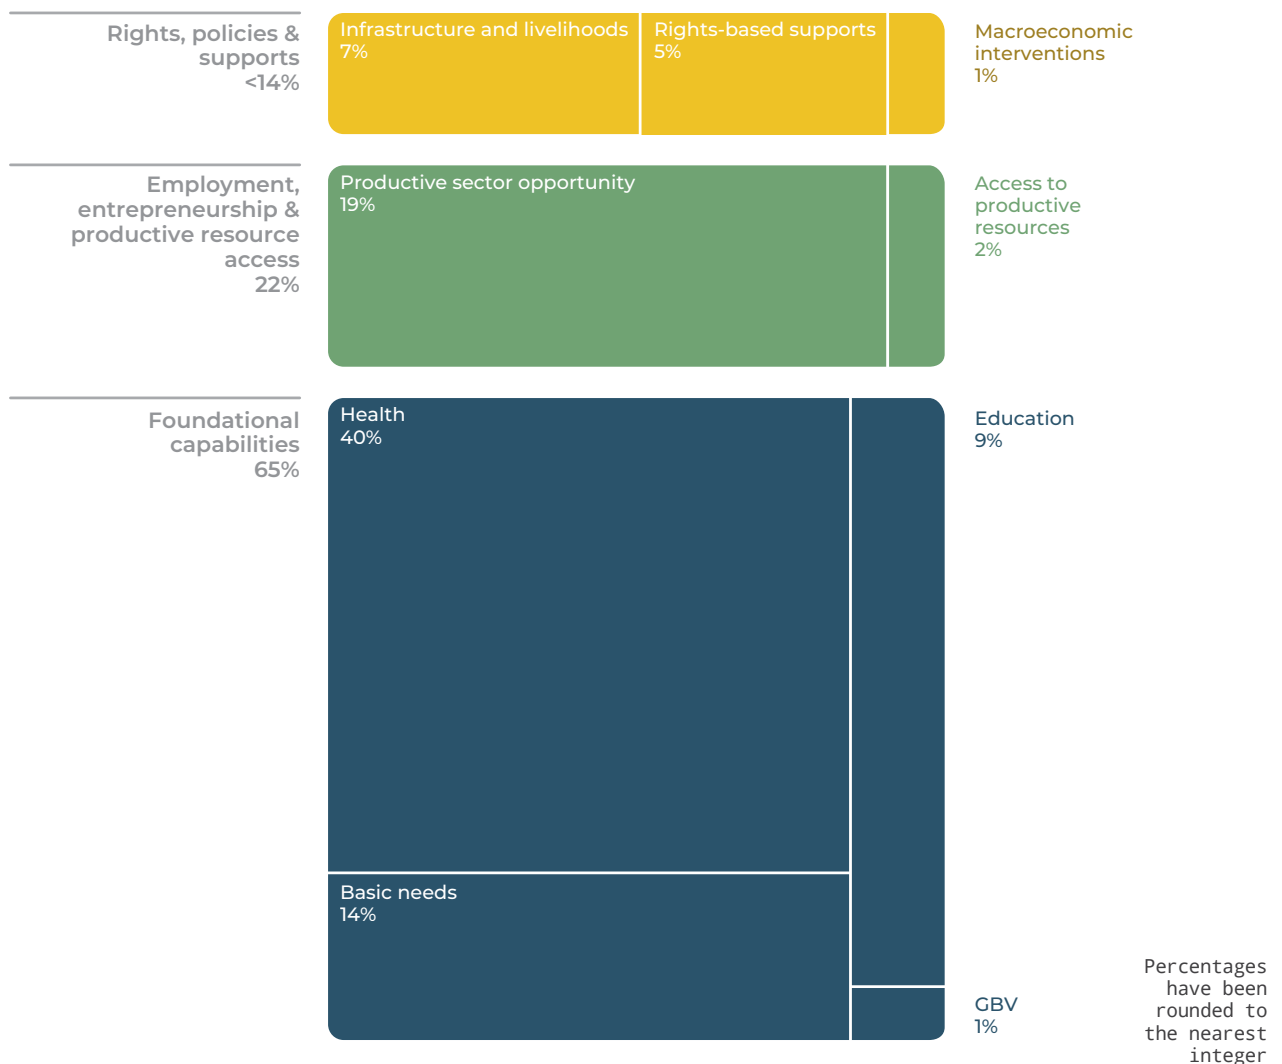 Rights, policies &
supports
<14%
Infrastructure and livelihoods
7%
Rights-based supports
5%
Macroeconomic
interventions
1%
Employment,
entrepreneurship &
productive resource
access
22%
Productive sector opportunity
19%
Access to
productive
resources
2%
Foundational
capabilities
65%
Health
40%
Education
9%
Basic needs
14%
GBV
1%
Percentages
have been
rounded to
the nearest
integer